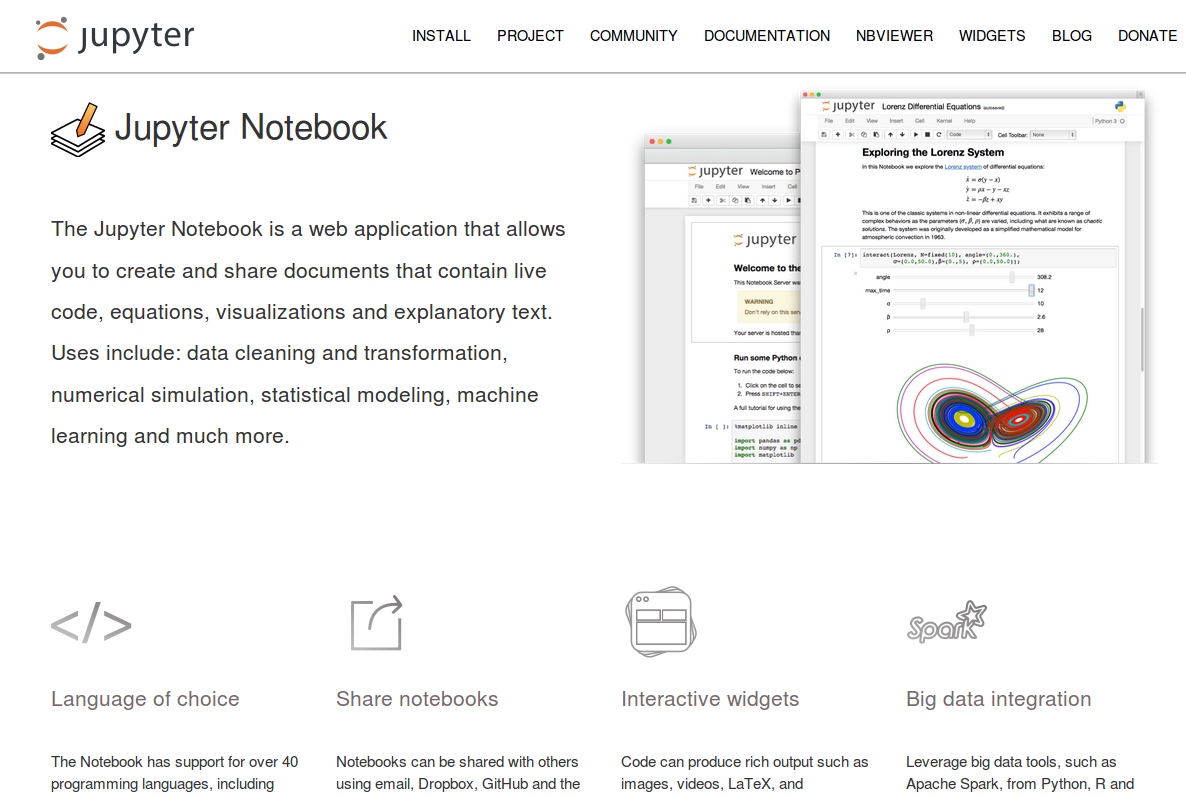 jupyter
INSTALL PROJECT COMMUNITY DOCUMENTATION NBVIEWER WIDGETS BLOG DONATE
Jupyter Notebook
The Jupyter Notebook is a web application that allows
you to create and share documents that contain live
code, equations, visualizations and explanatory text.
Uses include: data cleaning and transformation,
numerical simulation, statistical modeling, machine
learning and much more.
jupyter Welcome to P
File Edit View Insert Cell
jupyter
Welcome to the
This Notebook Server wa
WARNING
Don't rely on this serv
Your server is hosted than
Run some Python
To run the code below:
1. Click on the cell to se
2. Press SHIFT+ENTER
A full tutorial for using the
In [ ]: %matplotlib inline
import pandas as pd
import numpy as np
import matplotlib
jupyter Lorenz Differential Equations (autosaved)
File Edit View Insert Cell Kernel Help Python 3 O
Code Cell Toolbar: None
Exploring the Lorenz System
In this Notebook we explore the Lorenz system of differential equations:
ẋ = σ(y − x)
ẏ = ρx − y − xz
ż = −βz + xy
This is one of the classic systems in non-linear differential equations. It exhibits a range of
complex behaviors as the parameters (σ, β, ρ) are varied, including what are known as chaotic
solutions. The system was originally developed as a simplified mathematical model for
atmospheric convection in 1963.
In [7]: interact(Lorenz, N=fixed(10), angle=(0.,360.),
σ=(0.0,50.0),β=(0.,5), ρ=(0.0,50.0));
angle 308.2
max_time 12
σ 10
β 2.6
ρ 28
</>
Spark
Language of choice
Share notebooks
Interactive widgets
Big data integration
The Notebook has support for over 40
programming languages, including
Notebooks can be shared with others
using email, Dropbox, GitHub and the
Code can produce rich output such as
images, videos, LaTeX, and
Leverage big data tools, such as
Apache Spark, from Python, R and